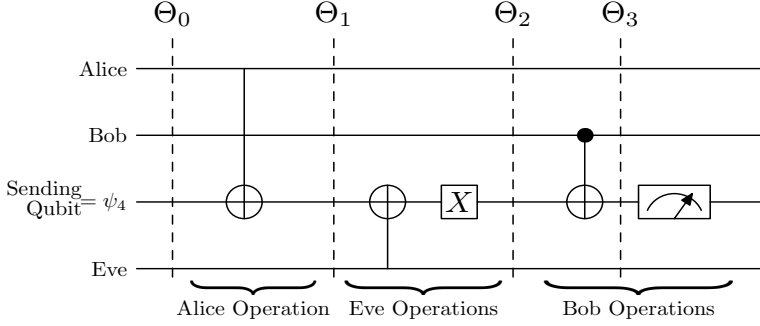 Θ₀ Θ₁ Θ₂ Θ₃
Alice
Bob
Sending
Qubit = ψ₄
X
Eve
Alice Operation Eve Operations Bob Operations